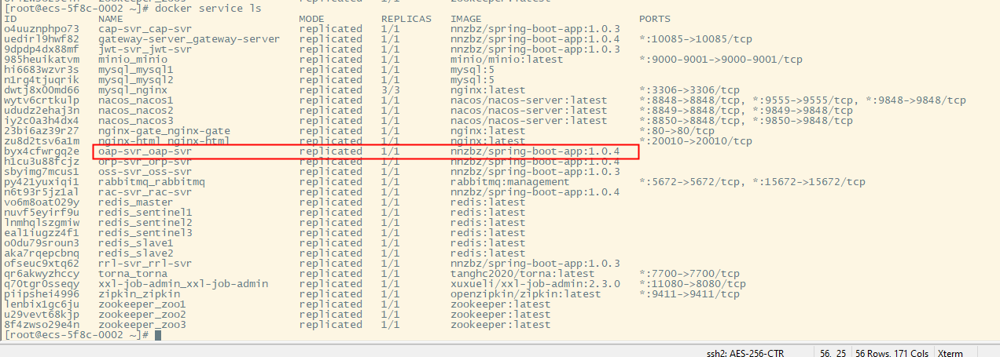 [root@ecs-5f8c-0002 ~]# docker service ls
ID NAME MODE REPLICAS IMAGE PORTS
o4uuznphpo73 cap-svr_cap-svr replicated 1/1 nnzbz/spring-boot-app:1.0.3
uedirl9hwf82 gateway-server_gateway-server replicated 1/1 nnzbz/spring-boot-app:1.0.4 *:10085->10085/tcp
9dpdp4dx88mf jwt-svr_jwt-svr replicated 1/1 nnzbz/spring-boot-app:1.0.3
985heuikatvm minio_minio replicated 1/1 minio/minio:latest *:9000-9001->9000-9001/tcp
hi6683wzvr3s mysql_mysql1 replicated 1/1 mysql:5
n1rg4tjuqrik mysql_mysql2 replicated 1/1 mysql:5
dwtj8x00md66 mysql_nginx replicated 3/3 nginx:latest *:3306->3306/tcp
wytv6crtkulp nacos_nacos1 replicated 1/1 nacos/nacos-server:latest *:8848->8848/tcp, *:9555->9555/tcp, *:9848->9848/tcp
ududz2ehaj3n nacos_nacos2 replicated 1/1 nacos/nacos-server:latest *:8849->8848/tcp, *:9849->9848/tcp
iy2c0a3h4dx4 nacos_nacos3 replicated 1/1 nacos/nacos-server:latest *:8850->8848/tcp, *:9850->9848/tcp
23bi6az39r27 nginx-gate_nginx-gate replicated 1/1 nginx:latest *:80->80/tcp
zu8d2tsv6a1m nginx-html_nginx-html replicated 1/1 nginx:latest *:20010->20010/tcp
byx4cfwrgq2e oap-svr_oap-svr replicated 1/1 nnzbz/spring-boot-app:1.0.4
h1cu3u88fcjz orp-svr_orp-svr replicated 1/1 nnzbz/spring-boot-app:1.0.4
sbyimg7mcus1 oss-svr_oss-svr replicated 1/1 nnzbz/spring-boot-app:1.0.3
py421yuxiqi1 rabbitmq_rabbitmq replicated 1/1 rabbitmq:management *:5672->5672/tcp, *:15672->15672/tcp
n6t93r5jz1al rac-svr_rac-svr replicated 1/1 nnzbz/spring-boot-app:1.0.4
vo6m8oat029y redis_master replicated 1/1 redis:latest
nuvf5eyirf9u redis_sentinel1 replicated 1/1 redis:latest
lnmhqlszgmiw redis_sentinel2 replicated 1/1 redis:latest
eal1iugzz4f1 redis_sentinel3 replicated 1/1 redis:latest
o0du79sroun3 redis_slave1 replicated 1/1 redis:latest
aka7rqepcbnq redis_slave2 replicated 1/1 redis:latest
ofseuc9xtq62 rrl-svr_rrl-svr replicated 1/1 nnzbz/spring-boot-app:1.0.3
qr6akwyzhccy torna_torna replicated 1/1 tanghc2020/torna:latest *:7700->7700/tcp
q70tgr0sseqy xxl-job-admin_xxl-job-admin replicated 1/1 xuxueli/xxl-job-admin:2.3.0 *:11080->8080/tcp
piipshei4996 zipkin_zipkin replicated 1/1 openzipkin/zipkin:latest *:9411->9411/tcp
lenbix1gc6ju zookeeper_zoo1 replicated 1/1 zookeeper:latest
u29vevt68kjp zookeeper_zoo2 replicated 1/1 zookeeper:latest
8f4zwso29e4n zookeeper_zoo3 replicated 1/1 zookeeper:latest
[root@ecs-5f8c-0002 ~]#
ssh2: AES-256-CTR 56, 25 56 Rows, 171 Cols Xterm